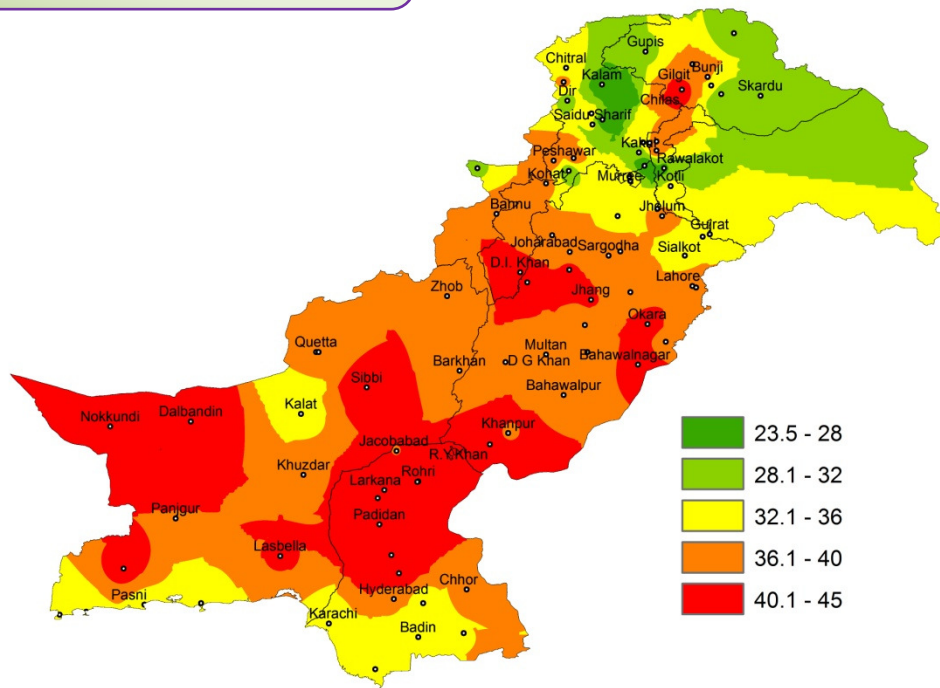 Gupis
Chitral
Bunji
Kalam
Gilgit
Skardu
Dir
Chilas
Saidu Sharif
Kakul
Peshawar
Rawalakot
Kohat
Murree
Kotli
Bannu
Jhelum
Gujrat
Joharabad
Sargodha
Sialkot
D.I. Khan
Lahore
Zhob
Jhang
Okara
Quetta
Multan
Barkhan
D G Khan
Bahawalnagar
Sibbi
Bahawalpur
Kalat
Nokkundi
Dalbandin
Khanpur
Jacobabad
R.Y.Khan
Khuzdar
Rohri
Larkana
Panjgur
Padidan
Lasbella
Chhor
Pasni
Hyderabad
Karachi
Badin
23.5 - 28
28.1 - 32
32.1 - 36
36.1 - 40
40.1 - 45